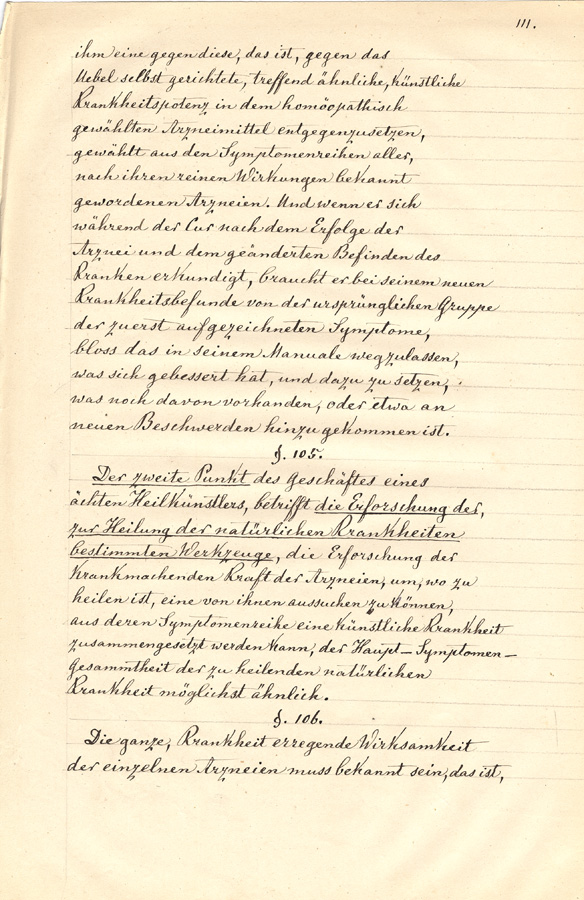 111.
ihm eine gegen diese, das ist, gegen das
Uebel selbst gerichtete, treffend ähnliche, künstliche
Krankheitspotenz in dem homöopathisch
gewählten Arzneimittel entgegenzusetzen,
gewählt aus den Symptomenreihen aller,
nach ihren reinen Wirkungen bekannt
gewordenen Arzneien. Und wenn er sich
während der Cur nach dem Erfolge der
Arznei und dem geänderten Befinden des
Kranken erkundigt, braucht er bei seinem neuen
Krankheitsbefunde von der ursprünglichen Gruppe
der zuerst aufgezeichneten Symptome,
bloss das in seinem Manuale wegzulassen,
was sich gebessert hat, und dazu zu setzen,
was noch davon vorhanden, oder etwa an
neuen Beschwerden hinzugekommen ist.
§. 105.
Der zweite Punkt des Geschäftes eines
ächten Heilkünstlers, betrifft die Erforschung der,
zur Heilung der natürlichen Krankheiten
bestimmten Werkzeuge, die Erforschung der
krankmachenden Kraft der Arzneien, um, wo zu
heilen ist, eine von ihnen aussuchen zu können,
aus deren Symptomenreihe eine künstliche Krankheit
zusammengesetzt werden kann, der Haupt-Symptomen-
Gesammtheit der zu heilenden natürlichen
Krankheit möglichst ähnlich.
§. 106.
Die ganze, Krankheit erregende Wirksamkeit
der einzelnen Arzneien muss bekannt sein, das ist,